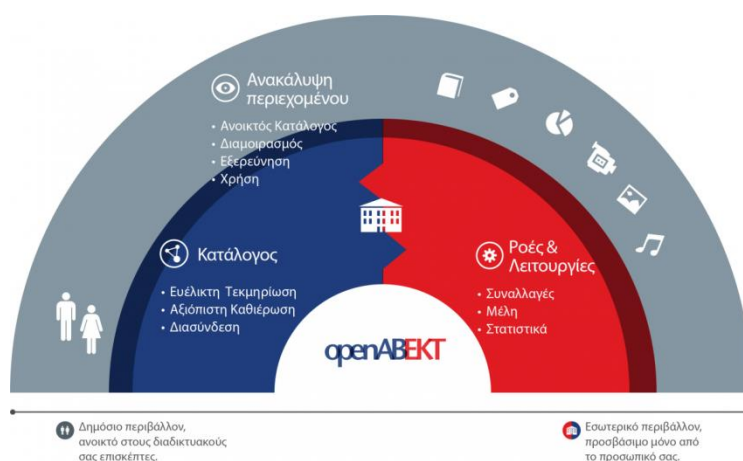 Ανακάλυψη
περιεχομένου
• Ανοικτός Κατάλογος
• Διαμοιρασμός
• Εξερεύνηση
• Χρήση
Κατάλογος
• Ευέλικτη Τεκμηρίωση
• Αξιόπιστη Καθιέρωση
• Διασύνδεση
Ροές &
Λειτουργίες
• Συναλλαγές
• Μέλη
• Στατιστικά
openABEKT
Δημόσιο περιβάλλον,
ανοικτό στους διαδικτυακούς
σας επισκέπτες.
Εσωτερικό περιβάλλον,
προσβάσιμο μόνο από
το προσωπικό σας.